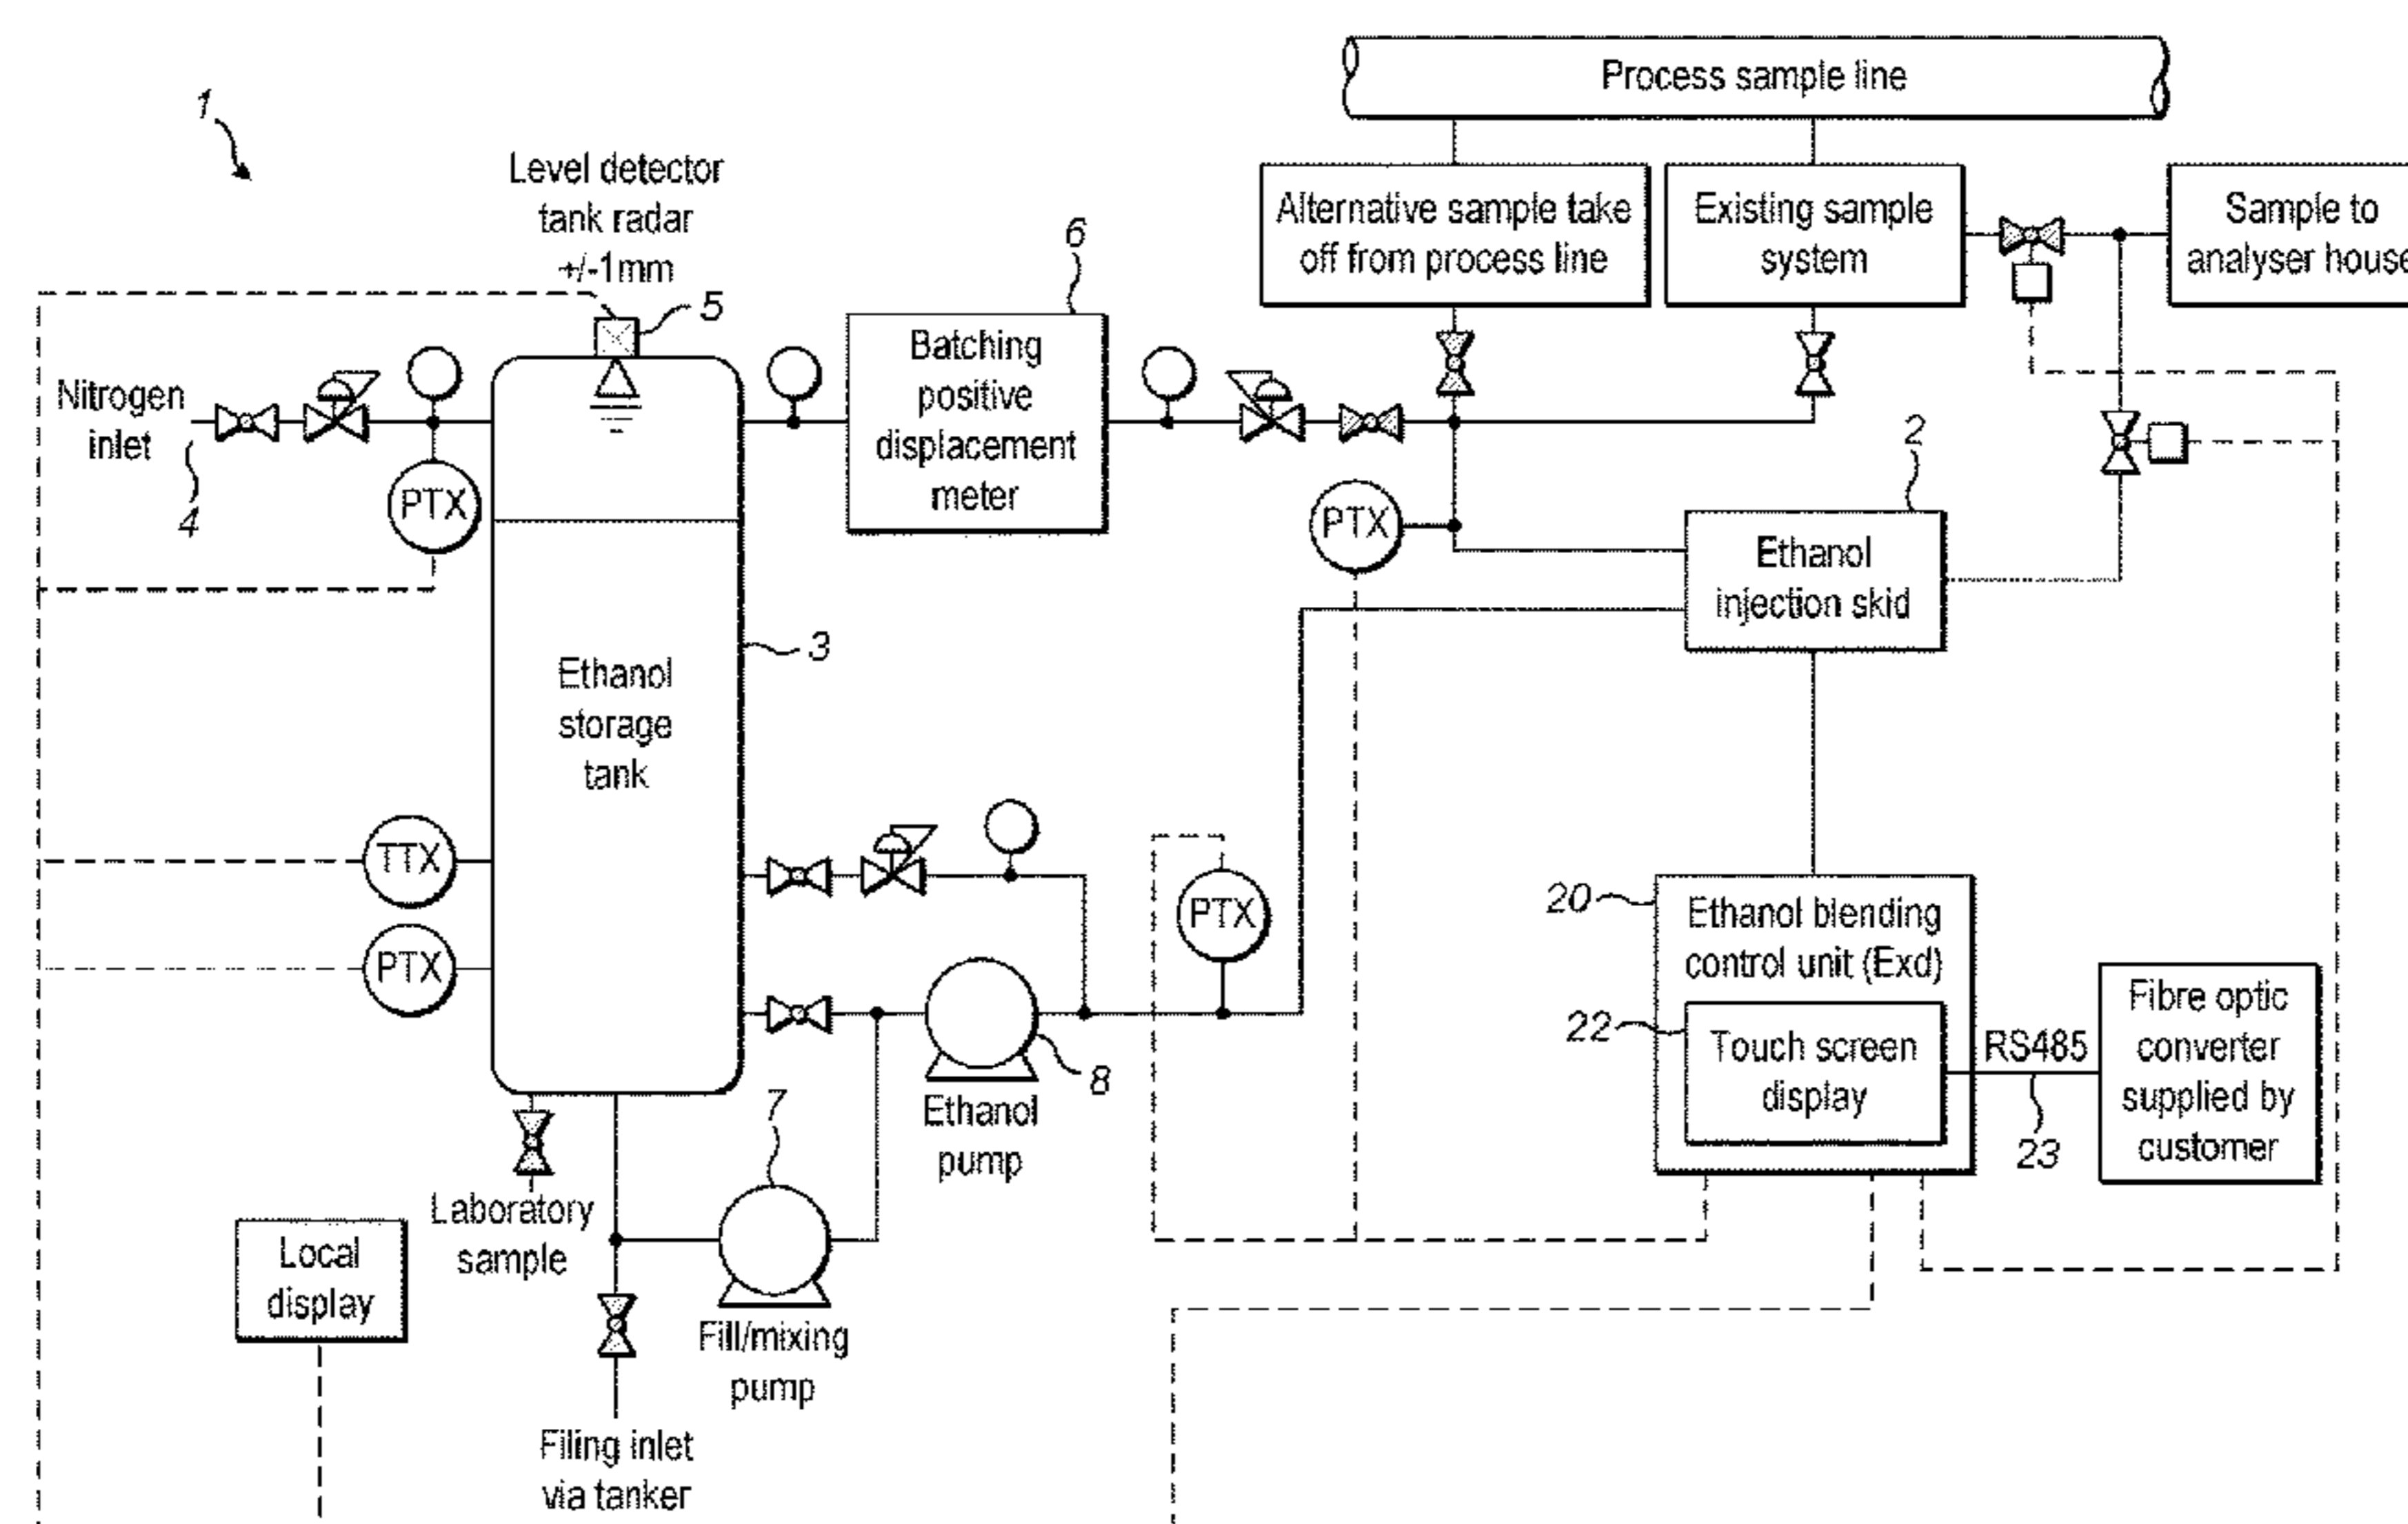 Process sample line
1
Level detector
tank radar
+/-1mm
5
6
Alternative sample take
off from process line
Existing sample
system
Sample to
analyser house
Nitrogen
inlet
4
PTX
Batching
positive
displacement
meter
2
PTX
Ethanol
injection skid
3
Ethanol
storage
tank
TTX
PTX
PTX
20
Ethanol blending
control unit (Exd)
22
Touch screen
display
RS485
23
Fibre optic
converter
supplied by
customer
8
Ethanol
pump
7
Laboratory
sample
Local
display
Fill/mixing
pump
Filing inlet
via tanker